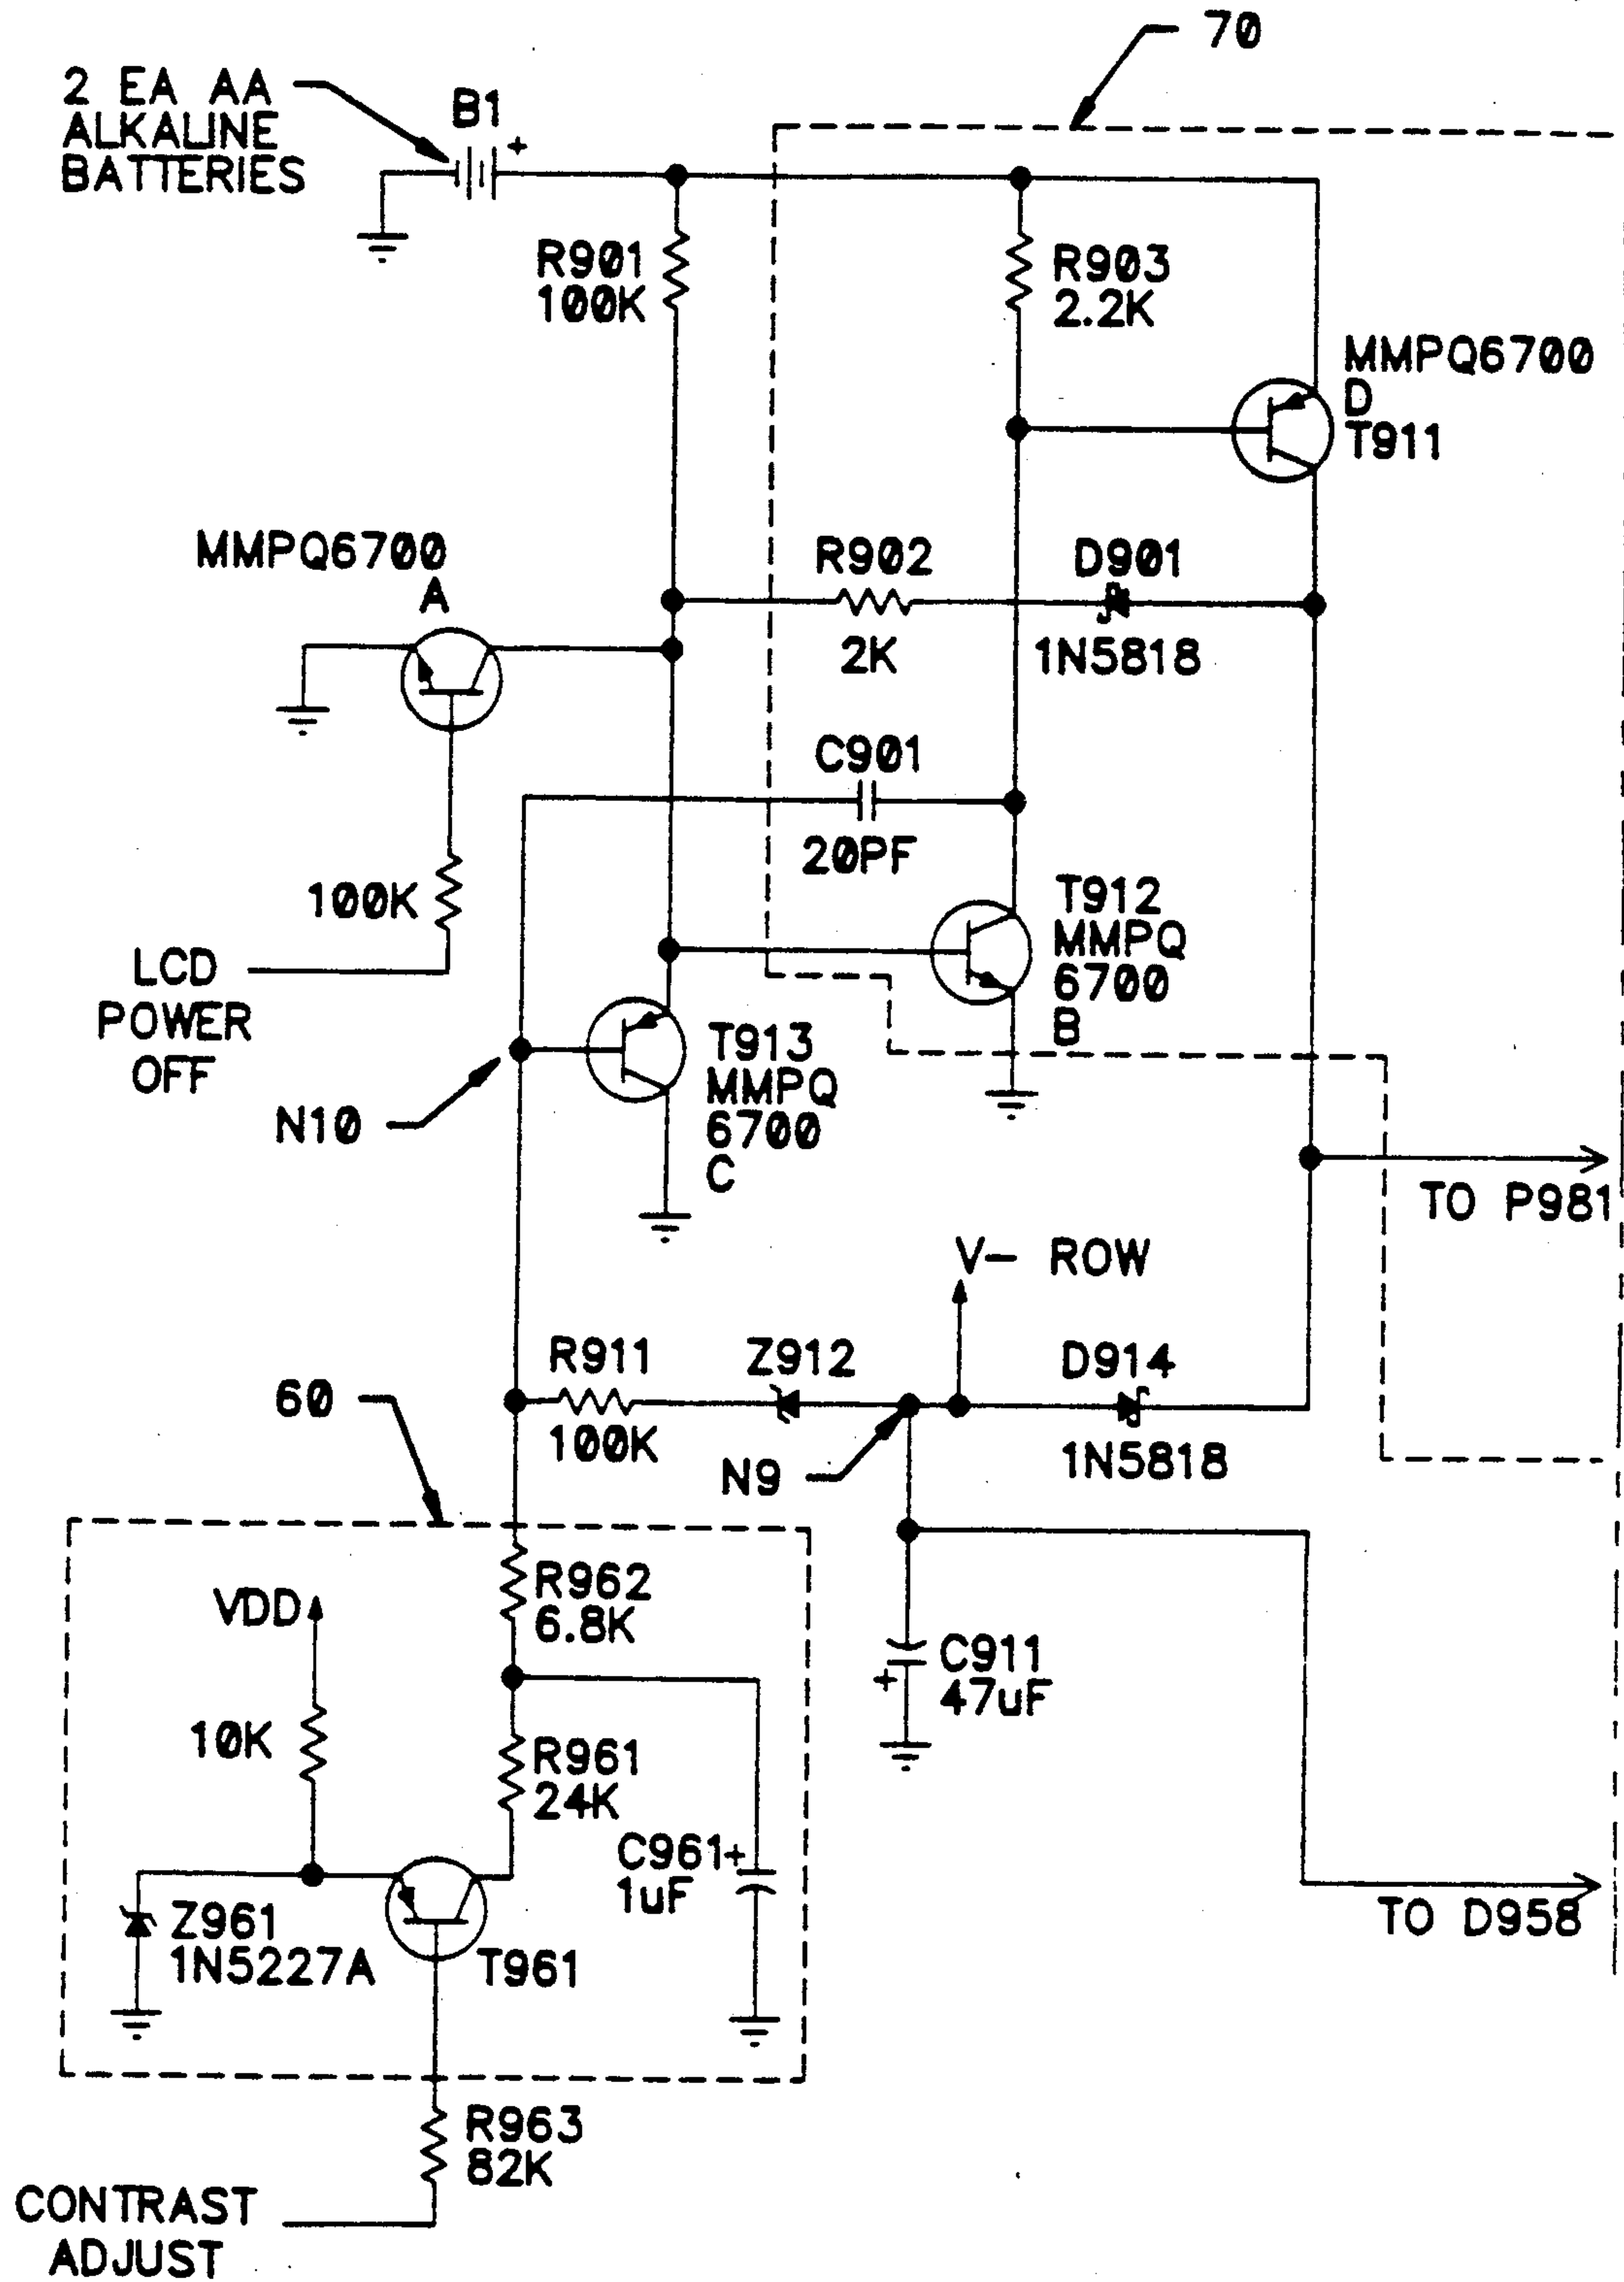 70
2 EA AA
ALKALINE
BATTERIES
B1
+
R901
100K
R903
2.2K
MMPQ6700
D
T911
MMPQ6700
A
R902
2K
D901
1N5818
C901
20PF
100K
LCD
POWER
OFF
T912
MMPQ
6700
B
T913
MMPQ
6700
C
N10
TO P981
V- ROW
R911
100K
Z912
D914
1N5818
N9
60
R962
6.8K
VDD
10K
R961
24K
C911
+
47uF
C961+
1uF
Z961
1N5227A
T961
TO D958
R963
82K
CONTRAST
ADJUST